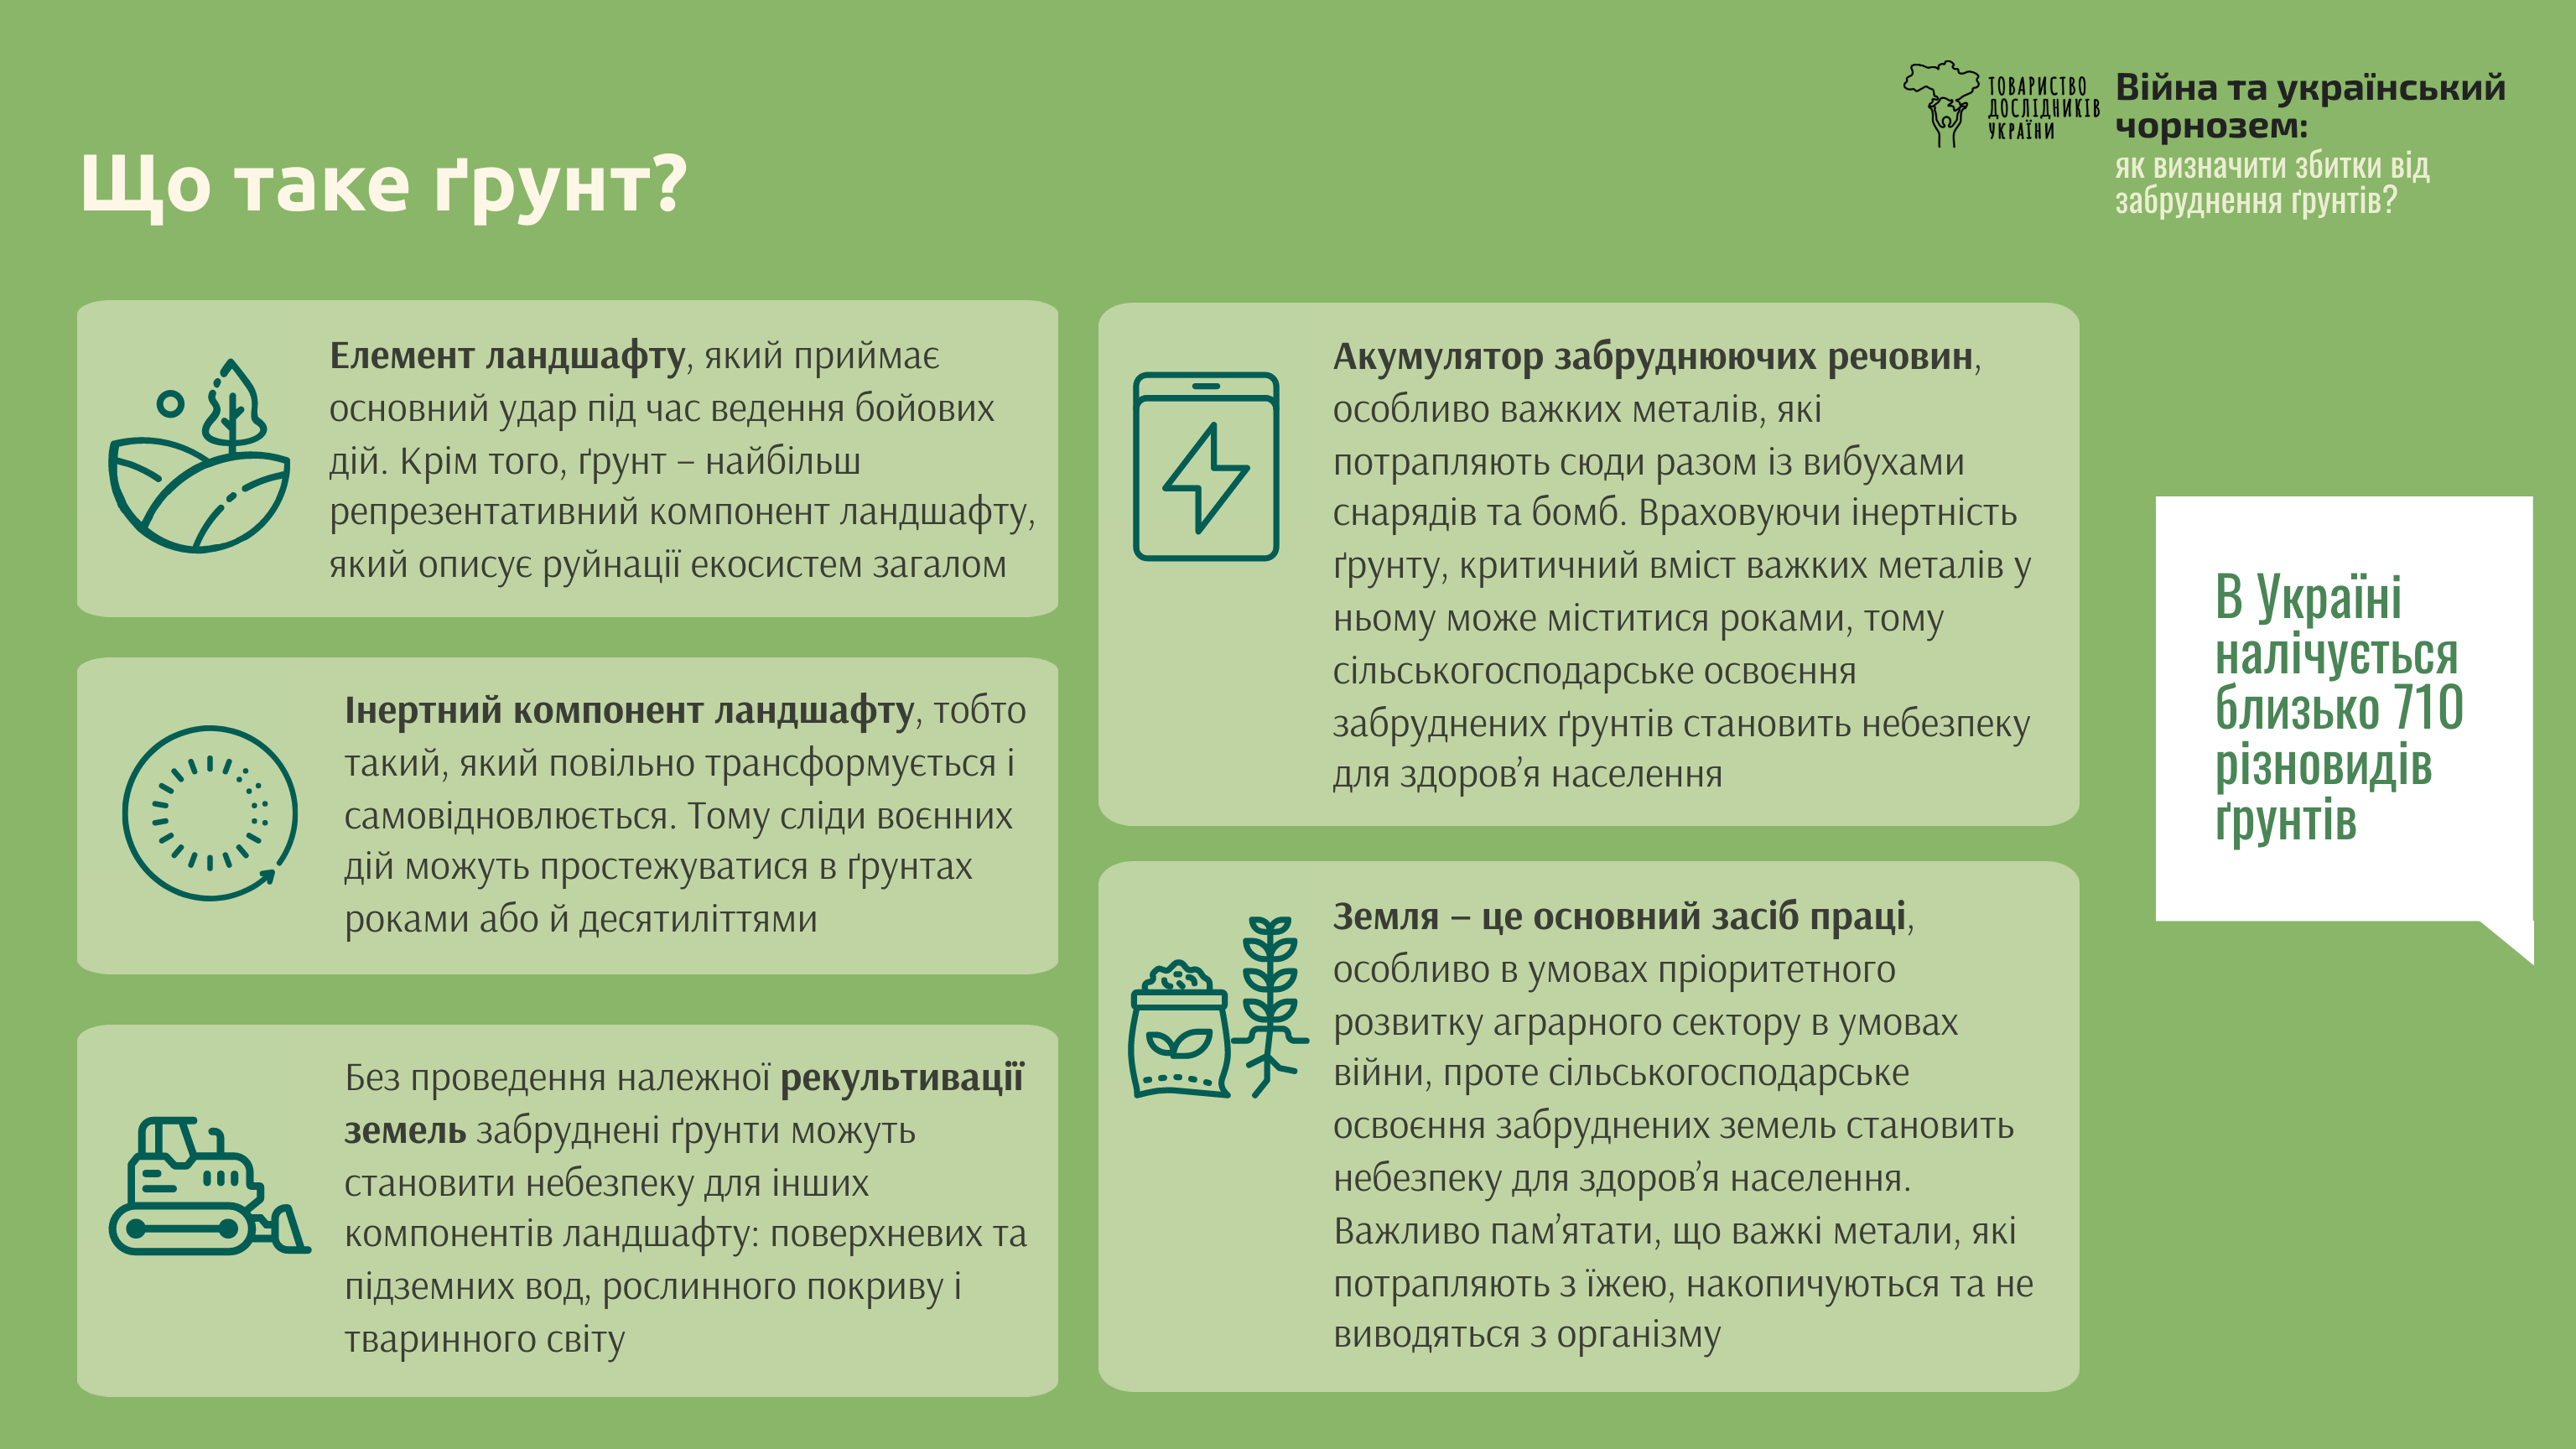 ТОВАРИСТВО
ДОСЛІДНИКІВ
УКРАЇНИ
Війна та український
чорнозем:
як визначити збитки від
забруднення ґрунтів?
Що таке ґрунт?
Елемент ландшафту, який приймає
основний удар під час ведення бойових
дій. Крім того, ґрунт – найбільш
репрезентативний компонент ландшафту,
який описує руйнації екосистем загалом
Інертний компонент ландшафту, тобто
такий, який повільно трансформується і
самовідновлюється. Тому сліди воєнних
дій можуть простежуватися в ґрунтах
роками або й десятиліттями
Без проведення належної рекультивації
земель забруднені ґрунти можуть
становити небезпеку для інших
компонентів ландшафту: поверхневих та
підземних вод, рослинного покриву і
тваринного світу
Акумулятор забруднюючих речовин,
особливо важких металів, які
потрапляють сюди разом із вибухами
снарядів та бомб. Враховуючи інертність
ґрунту, критичний вміст важких металів у
ньому може міститися роками, тому
сільськогосподарське освоєння
забруднених ґрунтів становить небезпеку
для здоров’я населення
Земля – це основний засіб праці,
особливо в умовах пріоритетного
розвитку аграрного сектору в умовах
війни, проте сільськогосподарське
освоєння забруднених земель становить
небезпеку для здоров’я населення.
Важливо пам’ятати, що важкі метали, які
потрапляють з їжею, накопичуються та не
виводяться з організму
В Україні
налічується
близько 710
різновидів
ґрунтів